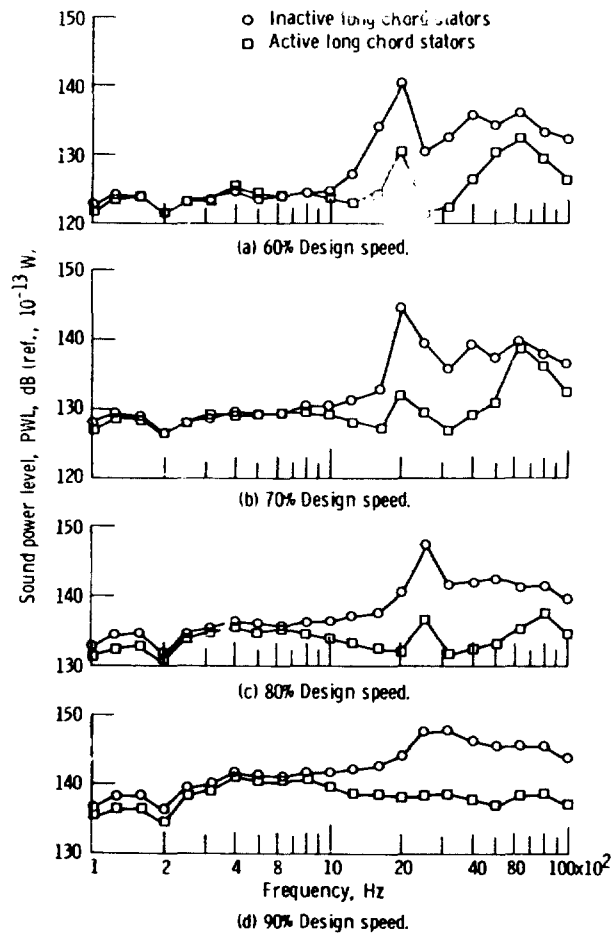 Inactive long chord stators
Active long chord stators
150
140
130
120
(a) 60% Design speed.
150
140
130
120
(b) 70% Design speed.
150
140
130
(c) 80% Design speed.
150
140
130
1 2 4 8 10 20 40 80 100x10²
Frequency, Hz
(d) 90% Design speed.
Sound power level, PWL, dB (ref., 10⁻¹³ W.